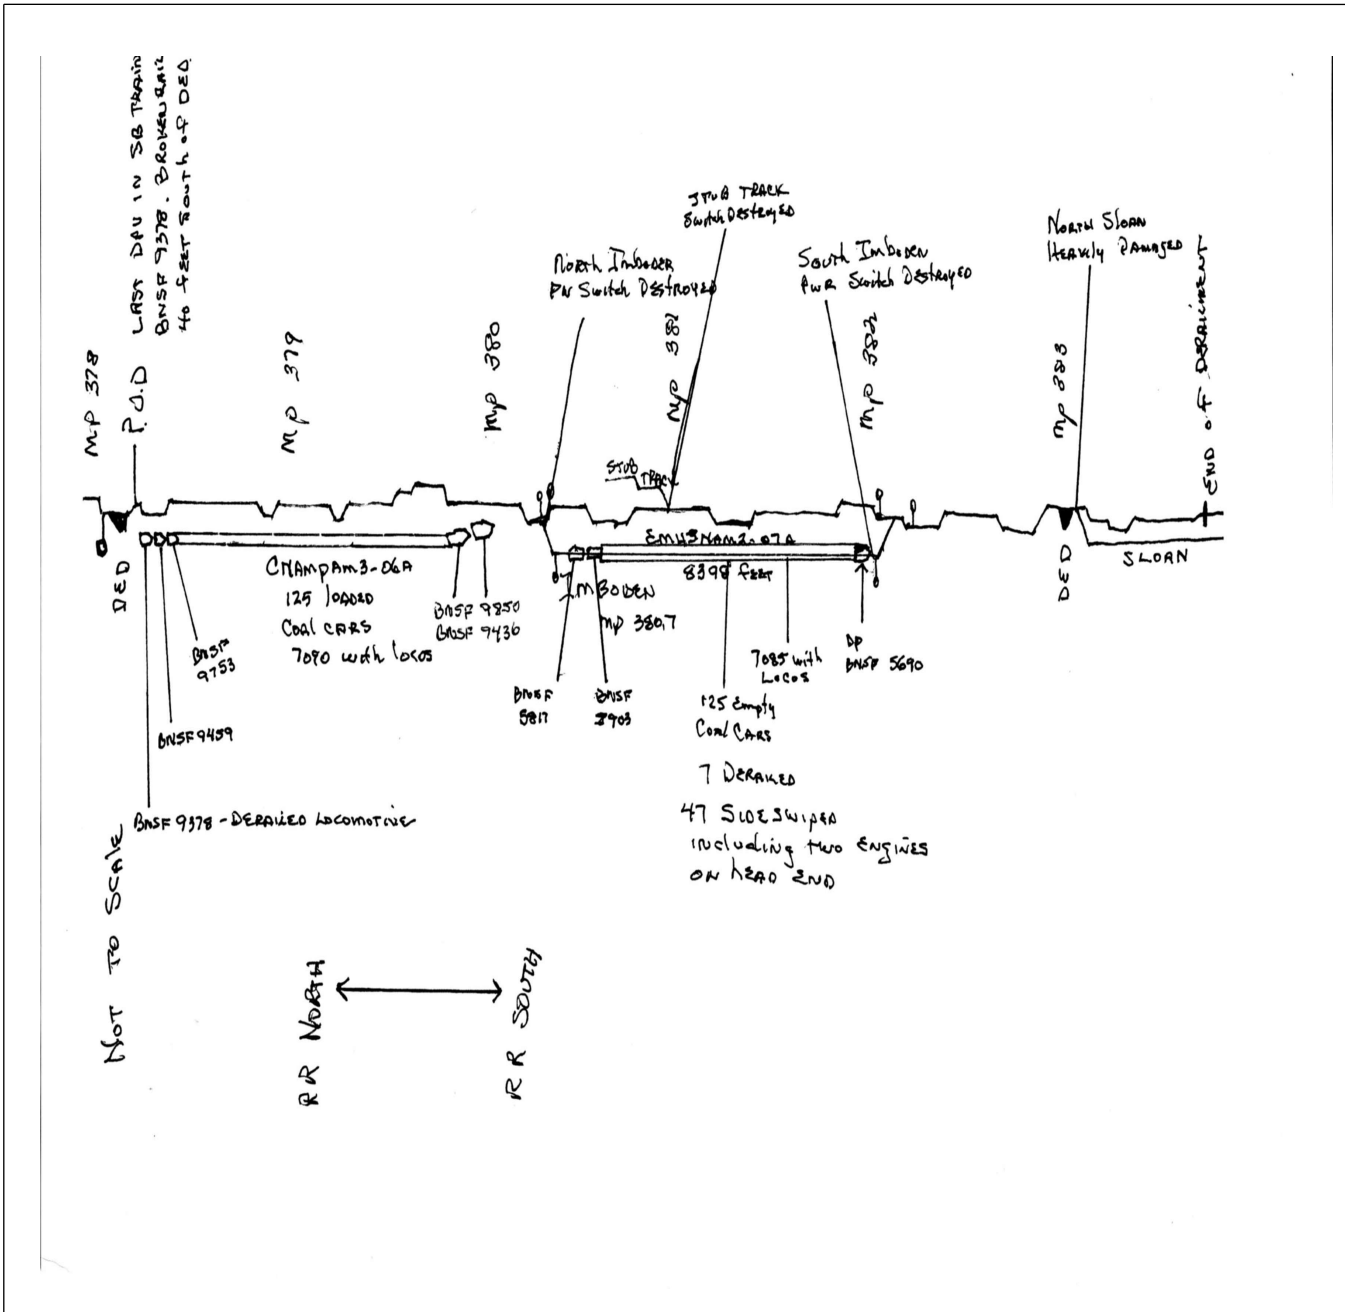 LAST DPU IN SB TRAIN
BNSF 9378. BROKEN RAIL
40 FEET SOUTH OF DED.
P.O.D
MP 378
MP 379
MP 380
MP 381
MP 382
MP 383
North Imboden
PW Switch Destroyed
STUB TRACK
Switch Destroyed
South Imboden
PWR Switch Destroyed
North Sloan
Heavily Damaged
END OF DERAILMENT
STUB TRACK
DED
CNAMPAM3-06A
125 loaded
Coal CARS
7090 with locos
BNSF 9850
BNSF 9436
BNSF
9753
BNSF 9459
BNSF 9378 - DERAILED LOCOMOTIVE
EMHSNAM2-07A
8398 feet
IMBODEN
MP 380.7
BNSF
5817
BNSF
7085 with
Locos
DP
BNSF 5690
125 Empty
Coal CARS
7 Derailed
47 Sideswiped
including two engines
on head end
DED
SLOAN
NOT TO SCALE
RR NORTH
RR SOUTH